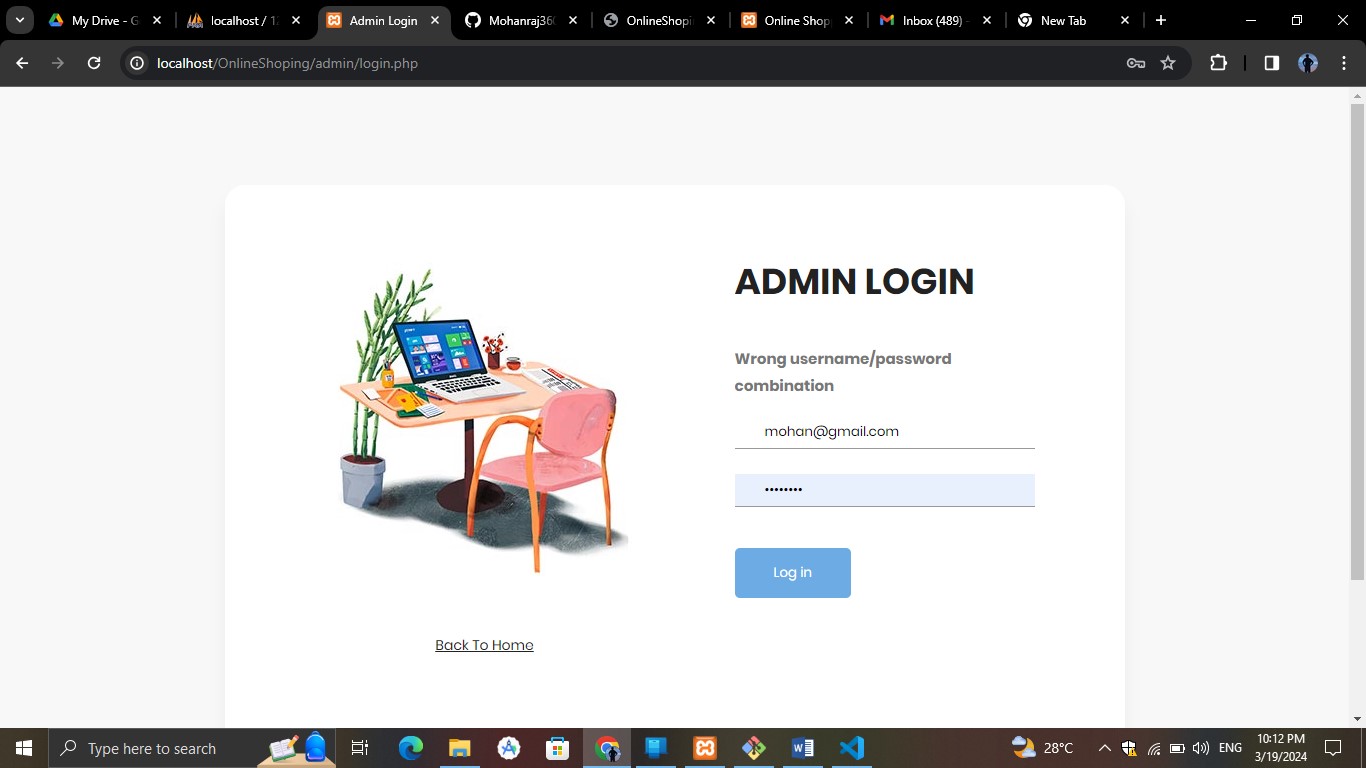 My Drive - G
localhost / 12
Admin Login
Mohanraj360
OnlineShopi
Online Shop
Inbox (489) -
New Tab
localhost/OnlineShoping/admin/login.php
ADMIN LOGIN
Wrong username/password
combination
mohan@gmail.com
••••••••
Log in
Back To Home
Type here to search
28°C
ENG
10:12 PM
3/19/2024